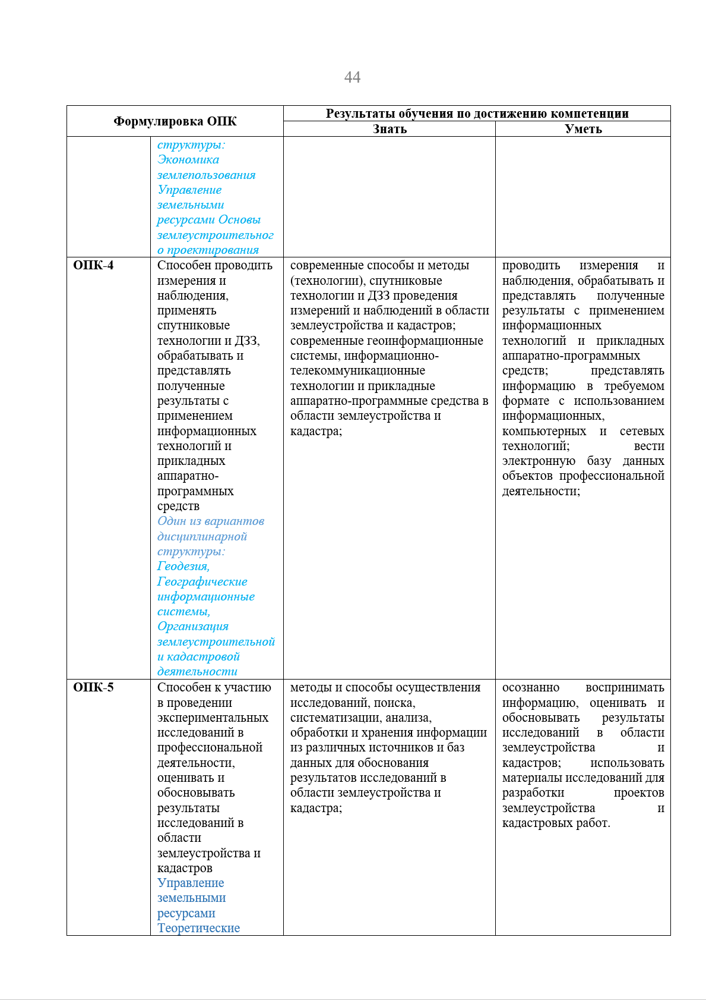 44
Формулировка ОПК
Результаты обучения по достижению компетенции
Знать
Уметь
структуры:
Экономика
землепользования
Управление
земельными
ресурсами Основы
землеустроительног
о проектирования
ОПК-4
Способен проводить
измерения и
наблюдения,
применять
спутниковые
технологии и ДЗЗ,
обрабатывать и
представлять
полученные
результаты с
применением
информационных
технологий и
прикладных
аппаратно-
программных
средств
Один из вариантов
дисциплинарной
структуры:
Геодезия,
Географические
информационные
системы,
Организация
землеустроительной
и кадастровой
деятельности
современные способы и методы
(технологии), спутниковые
технологии и ДЗЗ проведения
измерений и наблюдений в области
землеустройства и кадастров;
современные геоинформационные
системы, информационно-
телекоммуникационные
технологии и прикладные
аппаратно-программные средства в
области землеустройства и
кадастра;
проводить измерения и
наблюдения, обрабатывать и
представлять полученные
результаты с применением
информационных
технологий и прикладных
аппаратно-программных
средств; представлять
информацию в требуемом
формате с использованием
информационных,
компьютерных и сетевых
технологий; вести
электронную базу данных
объектов профессиональной
деятельности;
ОПК-5
Способен к участию
в проведении
экспериментальных
исследований в
профессиональной
деятельности,
оценивать и
обосновывать
результаты
исследований в
области
землеустройства и
кадастров
Управление
земельными
ресурсами
Теоретические
методы и способы осуществления
исследований, поиска,
систематизации, анализа,
обработки и хранения информации
из различных источников и баз
данных для обоснования
результатов исследований в
области землеустройства и
кадастра;
осознанно воспринимать
информацию, оценивать и
обосновывать результаты
исследований в области
землеустройства и
кадастров; использовать
материалы исследований для
разработки проектов
землеустройства и
кадастровых работ.